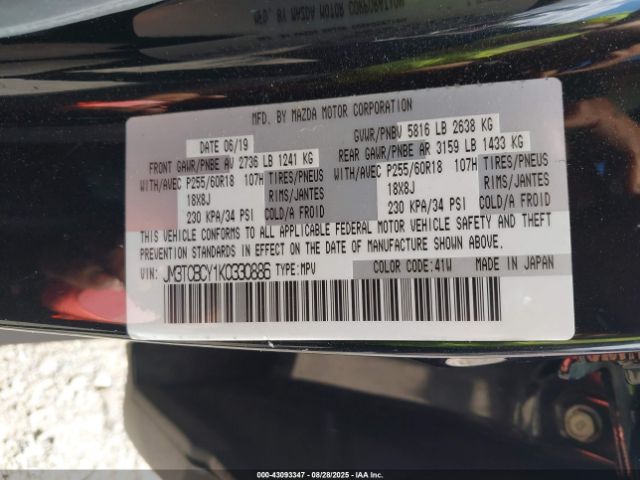 MFD. BY MAZDA MOTOR CORPORATION
DATE 06/19 GVWR/PNBV 5816 LB 2638 KG
FRONT GAWR/PNBE AV 2736 LB 1241 KG REAR GAWR/PNBE AR 3159 LB 1433 KG
WITH/AVEC P255/60R18 107H TIRES/PNEUS WITH/AVEC P255/60R18 107H TIRES/PNEUS
18X8J RIMS/JANTES 18X8J RIMS/JANTES
230 KPA/34 PSI COLD/A FROID 230 KPA/34 PSI COLD/A FROID
THIS VEHICLE CONFORMS TO ALL APPLICABLE FEDERAL MOTOR VEHICLE SAFETY AND THEFT
PREVENTION STANDARDS IN EFFECT ON THE DATE OF MANUFACTURE SHOWN ABOVE.
VIN: JM3TCBCY1K0330886 TYPE: MPV COLOR CODE: 41W MADE IN JAPAN
000-43093347 - 08/28/2025 - Copyright IAA, Inc.